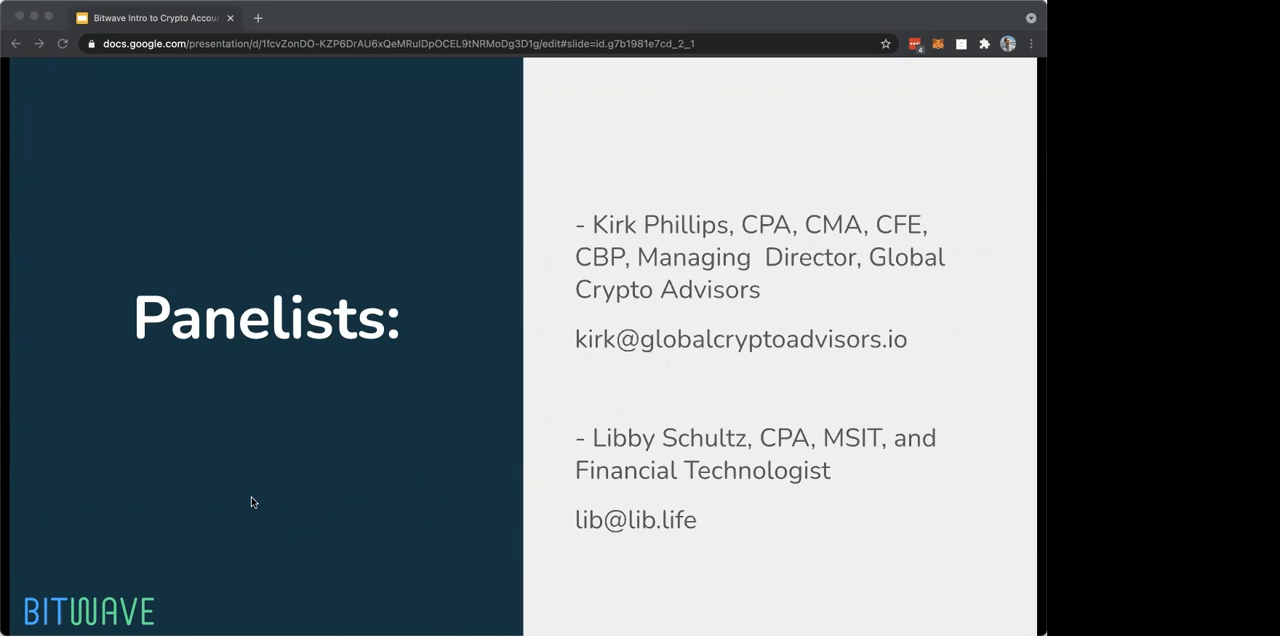 Bitwave Intro to Crypto Accou
docs.google.com/presentation/d/1fcvZonDO-KZP6DrAU6xQeMRuIDpOCEL9tNRMoDg3D1g/edit#slide=id.g7b1981e7cd_2_1
4
Panelists:
- Kirk Phillips, CPA, CMA, CFE,
CBP, Managing Director, Global
Crypto Advisors
kirk@globalcryptoadvisors.io
- Libby Schultz, CPA, MSIT, and
Financial Technologist
lib@lib.life
BITWAVE